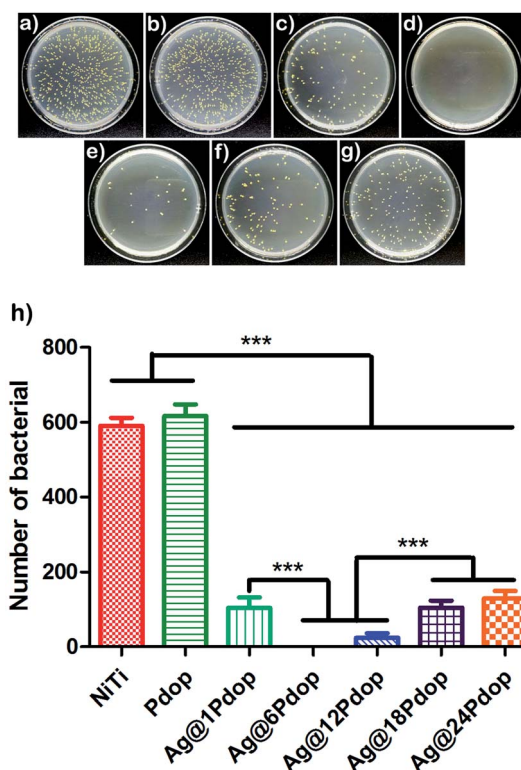 a) b) c) d)
e) f) g)
h)
800
600
400
200
0
Number of bacterial
***
***
***
NiTi
Pdop
Ag@1Pdop
Ag@6Pdop
Ag@12Pdop
Ag@18Pdop
Ag@24Pdop